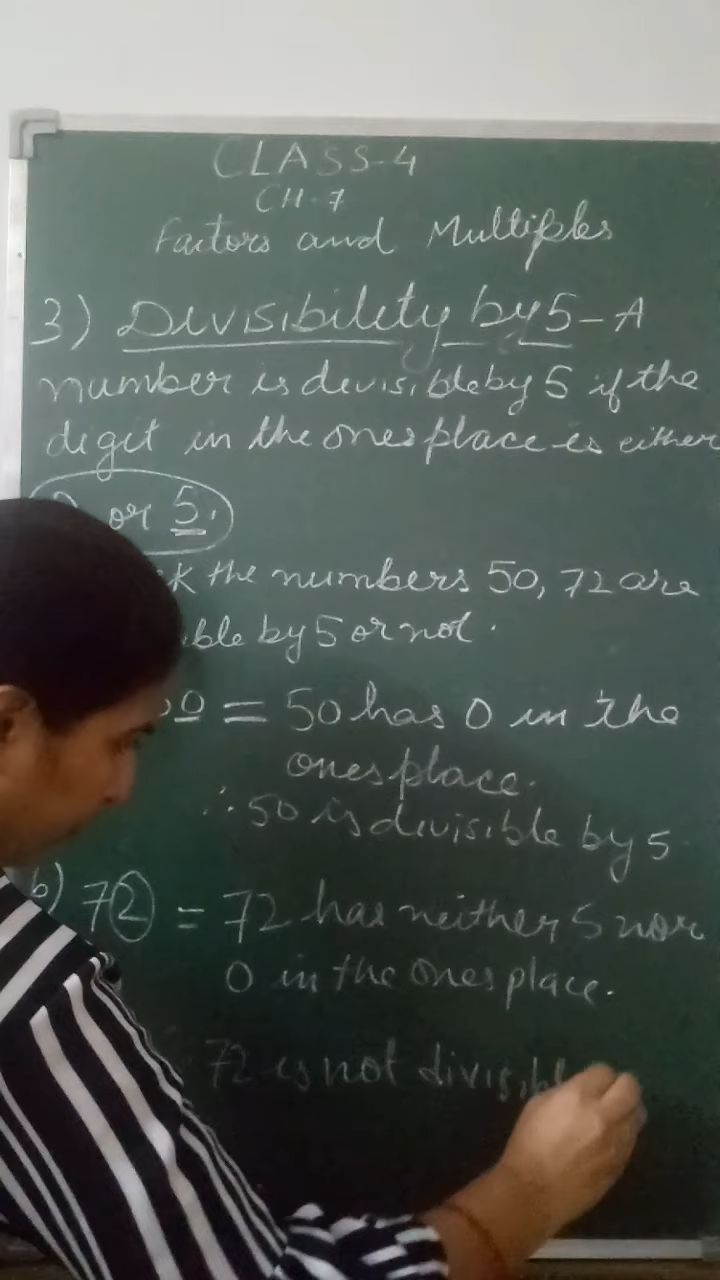 CLASS-4
CH-7
Factors and Multiples
3) Divisibility by 5 - A
number is divisible by 5 if the
digit in the ones place is either
or 5.
the numbers 50, 72 are
ble by 5 or not.
0 = 50 has 0 in the
ones place.
∴ 50 is divisible by 5
b) 72 = 72 has neither 5 nor
0 in the ones place.
72 is not divisibl